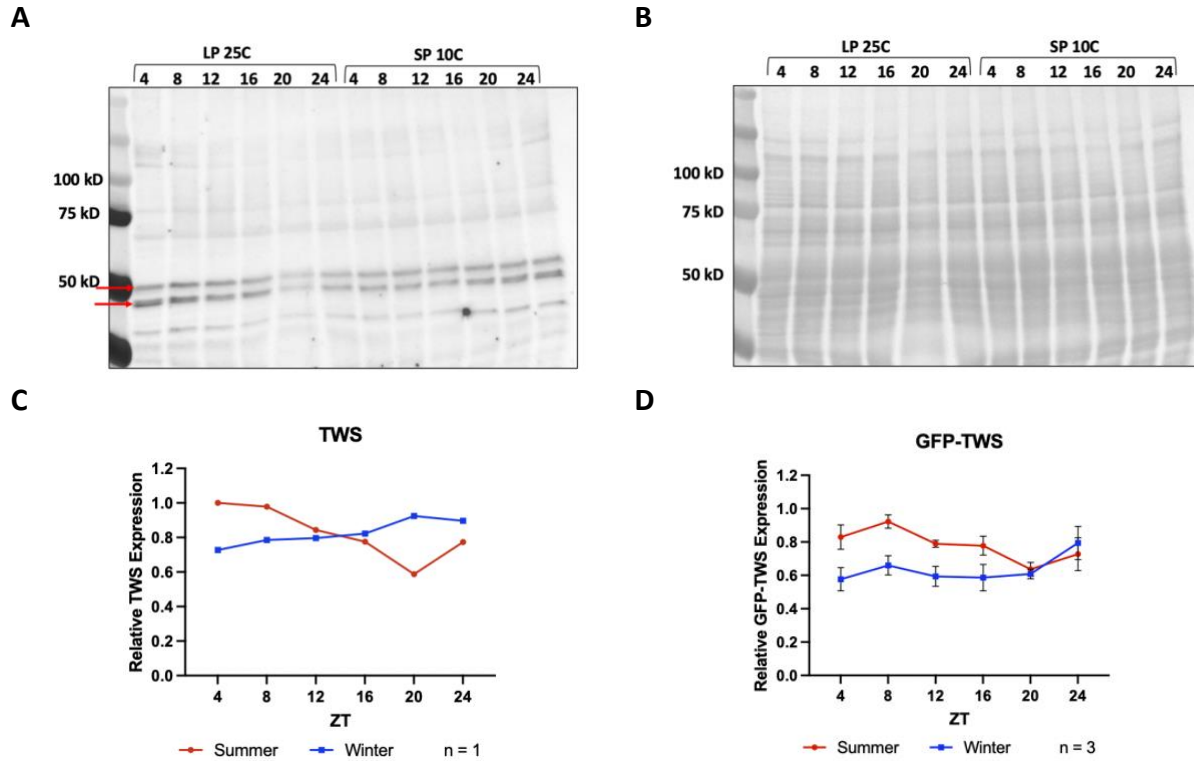 A
LP 25C SP 10C
4 8 12 16 20 24 4 8 12 16 20 24
100 kD
75 kD
50 kD
B
LP 25C SP 10C
4 8 12 16 20 24 4 8 12 16 20 24
100 kD
75 kD
50 kD
C
TWS
Relative TWS Expression
1.2
1.0
0.8
0.6
0.4
0.2
0.0
4 8 12 16 20 24
ZT
Summer Winter n = 1
D
GFP-TWS
Relative GFP-TWS Expression
1.2
1.0
0.8
0.6
0.4
0.2
0.0
4 8 12 16 20 24
ZT
Summer Winter n = 3